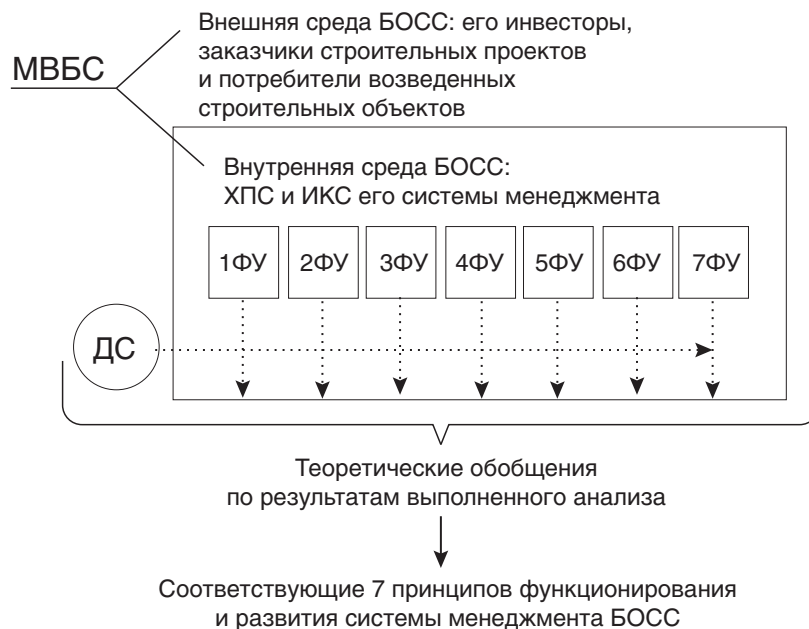 Внешняя среда БОСС: его инвесторы,
заказчики строительных проектов
и потребители возведенных
строительных объектов
МВБС
Внутренняя среда БОСС:
ХПС и ИКС его системы менеджмента
1ФУ 2ФУ 3ФУ 4ФУ 5ФУ 6ФУ 7ФУ
ДС
Теоретические обобщения
по результатам выполненного анализа
Соответствующие 7 принципов функционирования
и развития системы менеджмента БОСС